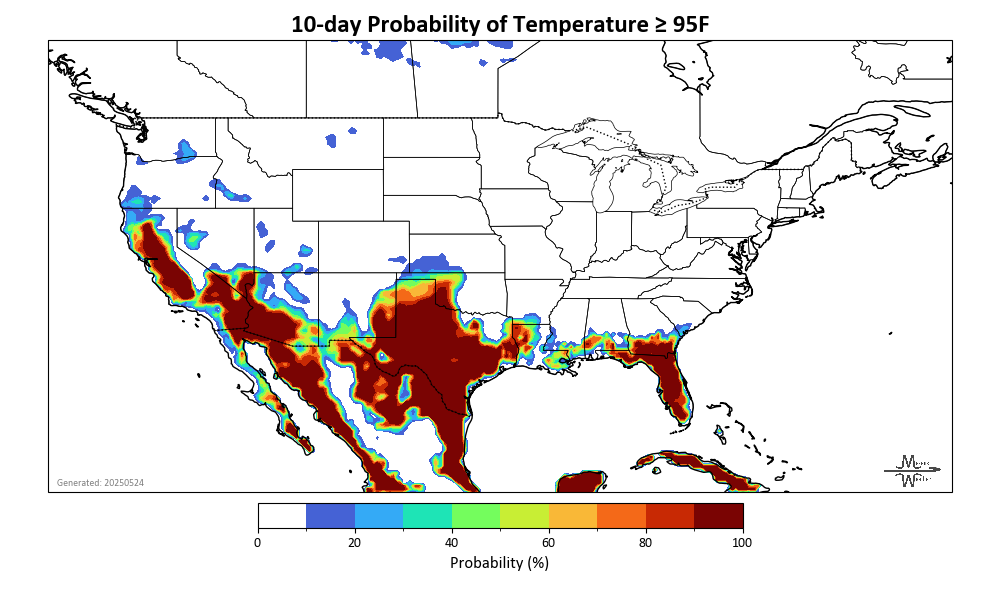 10-day Probability of Temperature ≥ 95F
Generated: 20250524
0 20 40 60 80 100
Probability (%)